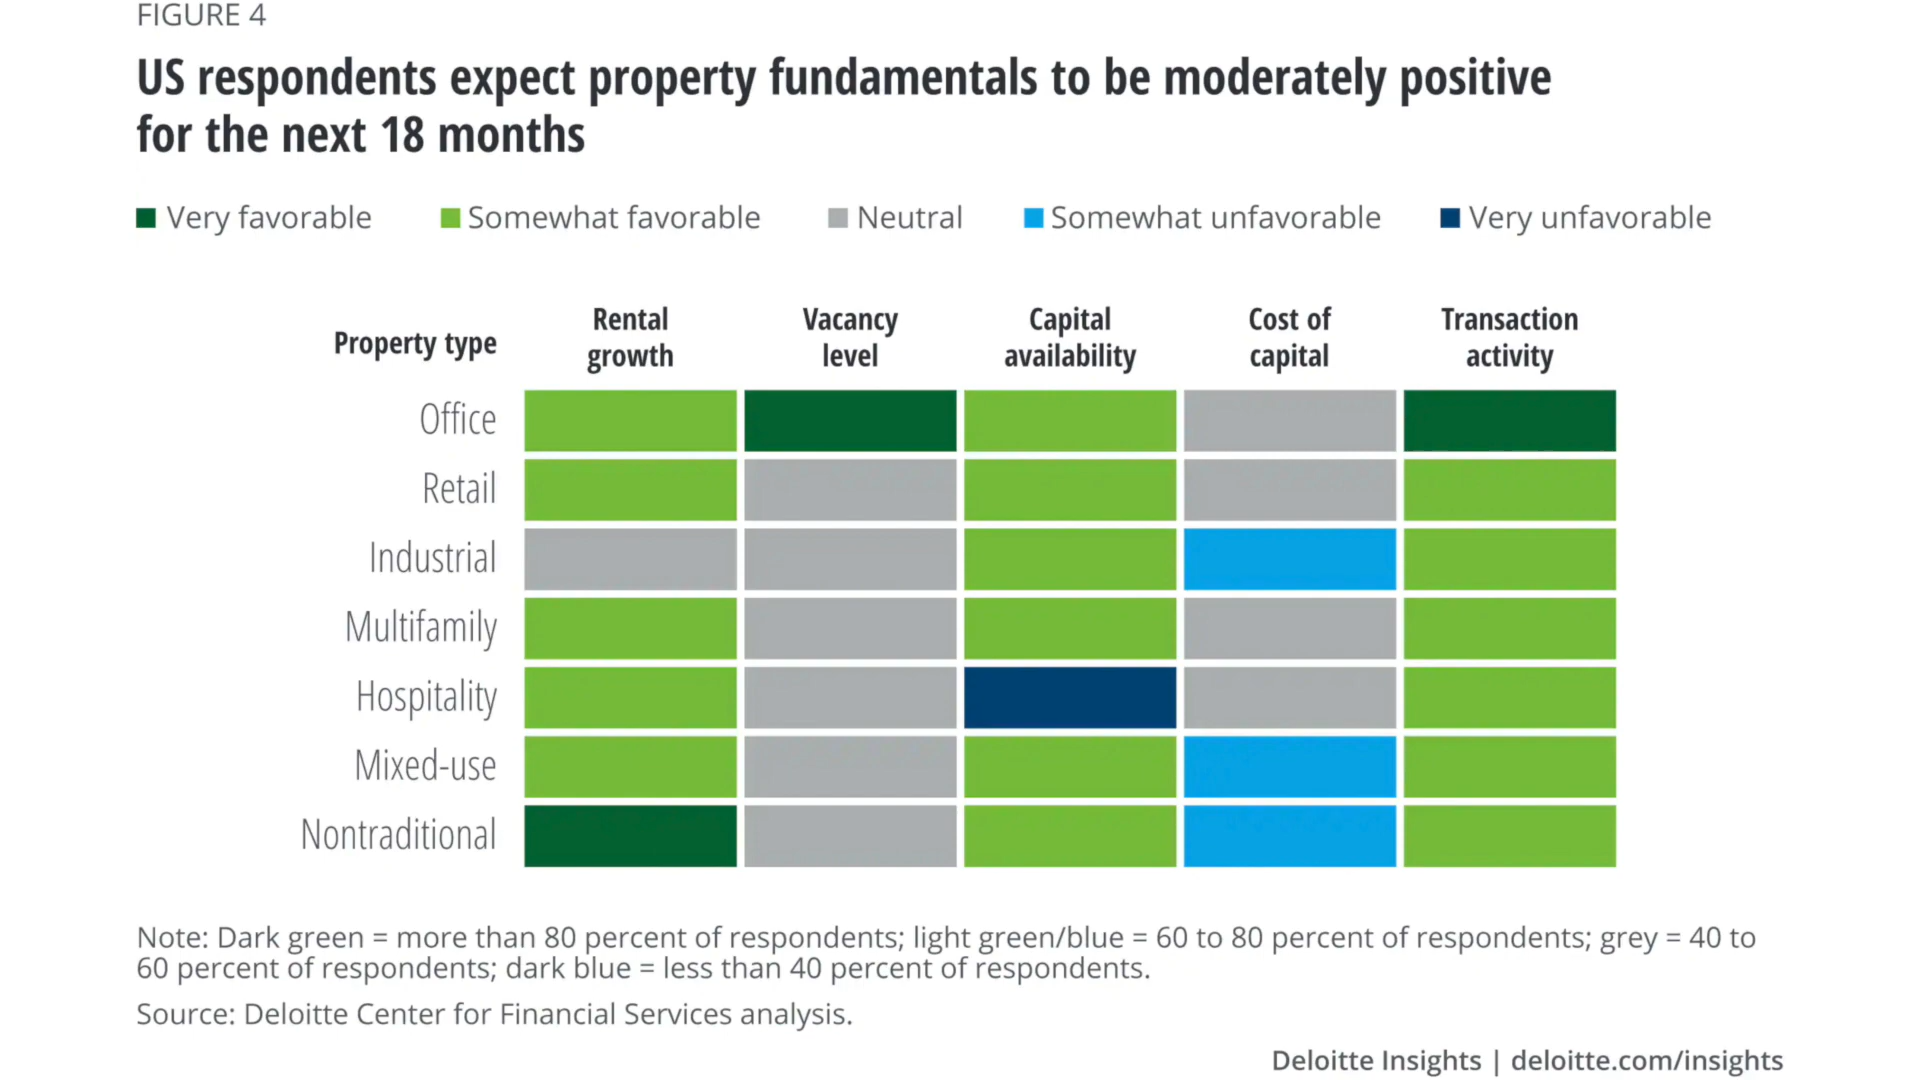 FIGURE 4
US respondents expect property fundamentals to be moderately positive
for the next 18 months
Very favorable
Somewhat favorable
Neutral
Somewhat unfavorable
Very unfavorable
Property type
Rental
growth
Vacancy
level
Capital
availability
Cost of
capital
Transaction
activity
Office
Retail
Industrial
Multifamily
Hospitality
Mixed-use
Nontraditional
Note: Dark green = more than 80 percent of respondents; light green/blue = 60 to 80 percent of respondents; grey = 40 to
60 percent of respondents; dark blue = less than 40 percent of respondents.
Source: Deloitte Center for Financial Services analysis.
Deloitte Insights | deloitte.com/insights